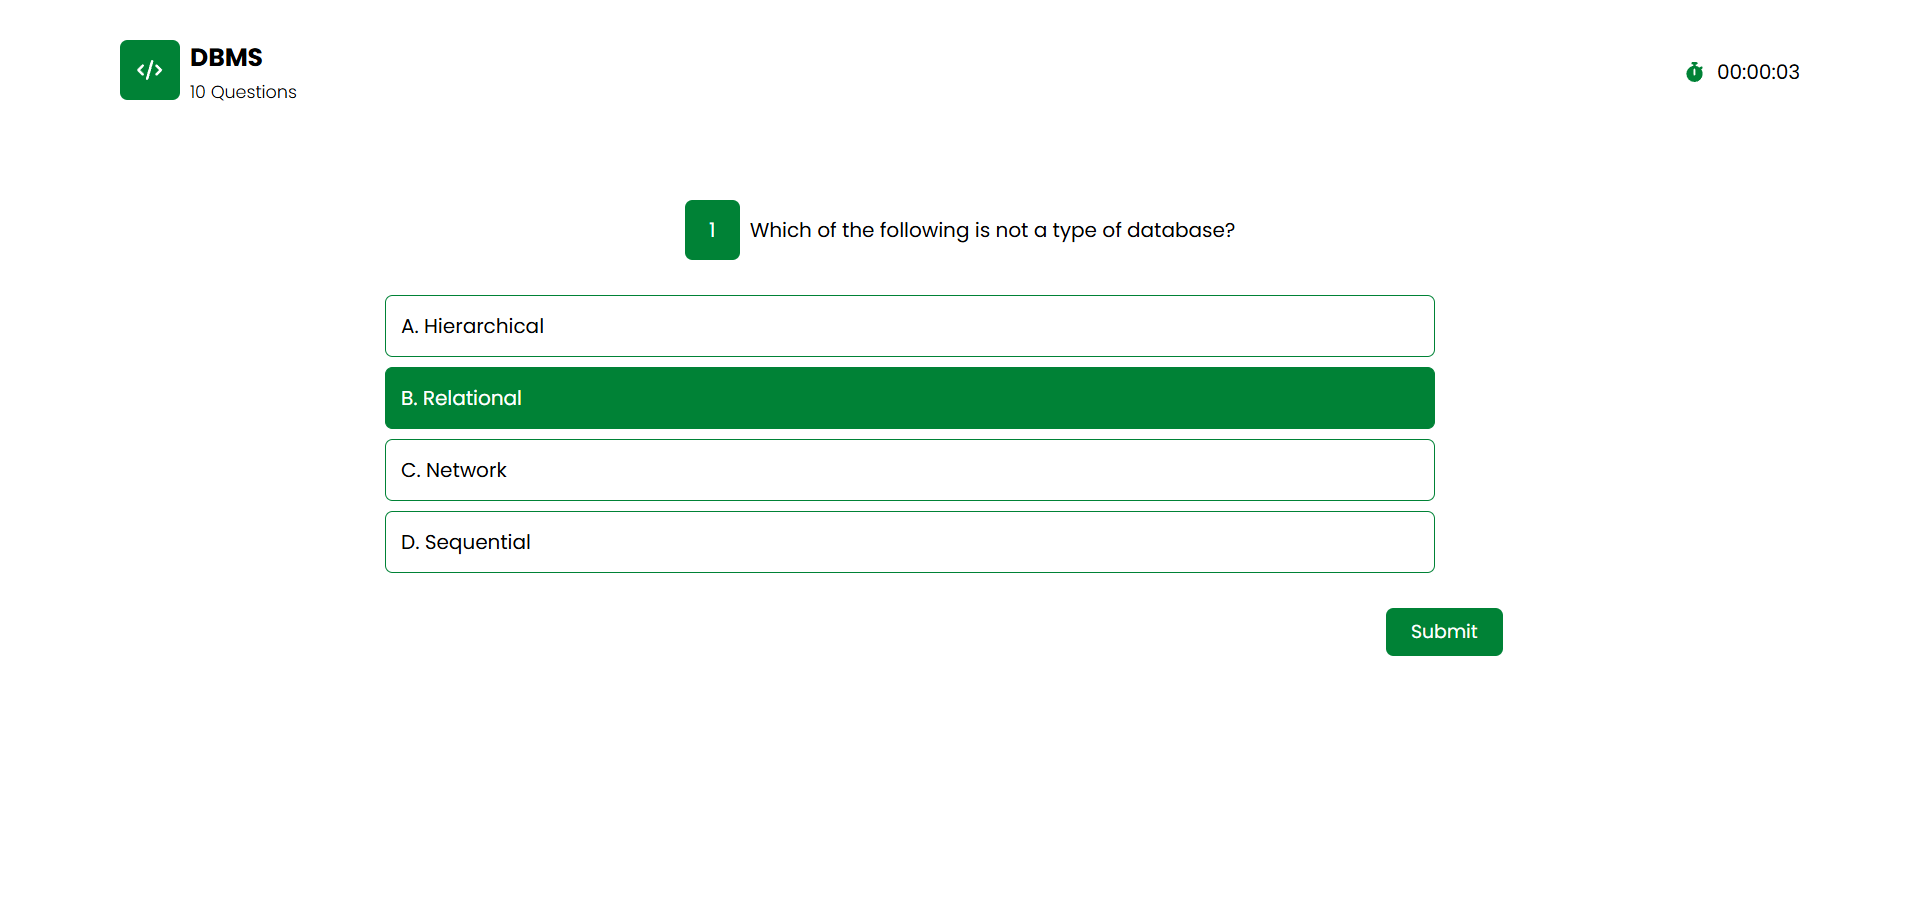 </>
DBMS
10 Questions
00:00:03
1 Which of the following is not a type of database?
A. Hierarchical
B. Relational
C. Network
D. Sequential
Submit